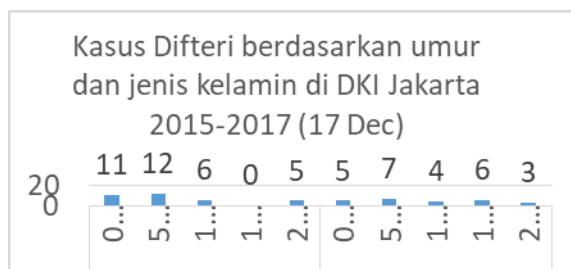 Kasus Difteri berdasarkan umur
dan jenis kelamin di DKI Jakarta
2015-2017 (17 Dec)
11 12 6 0 5 5 7 4 6 3
20
0
0... 5... 1... 1... 2... 0... 5... 1... 1... 2...